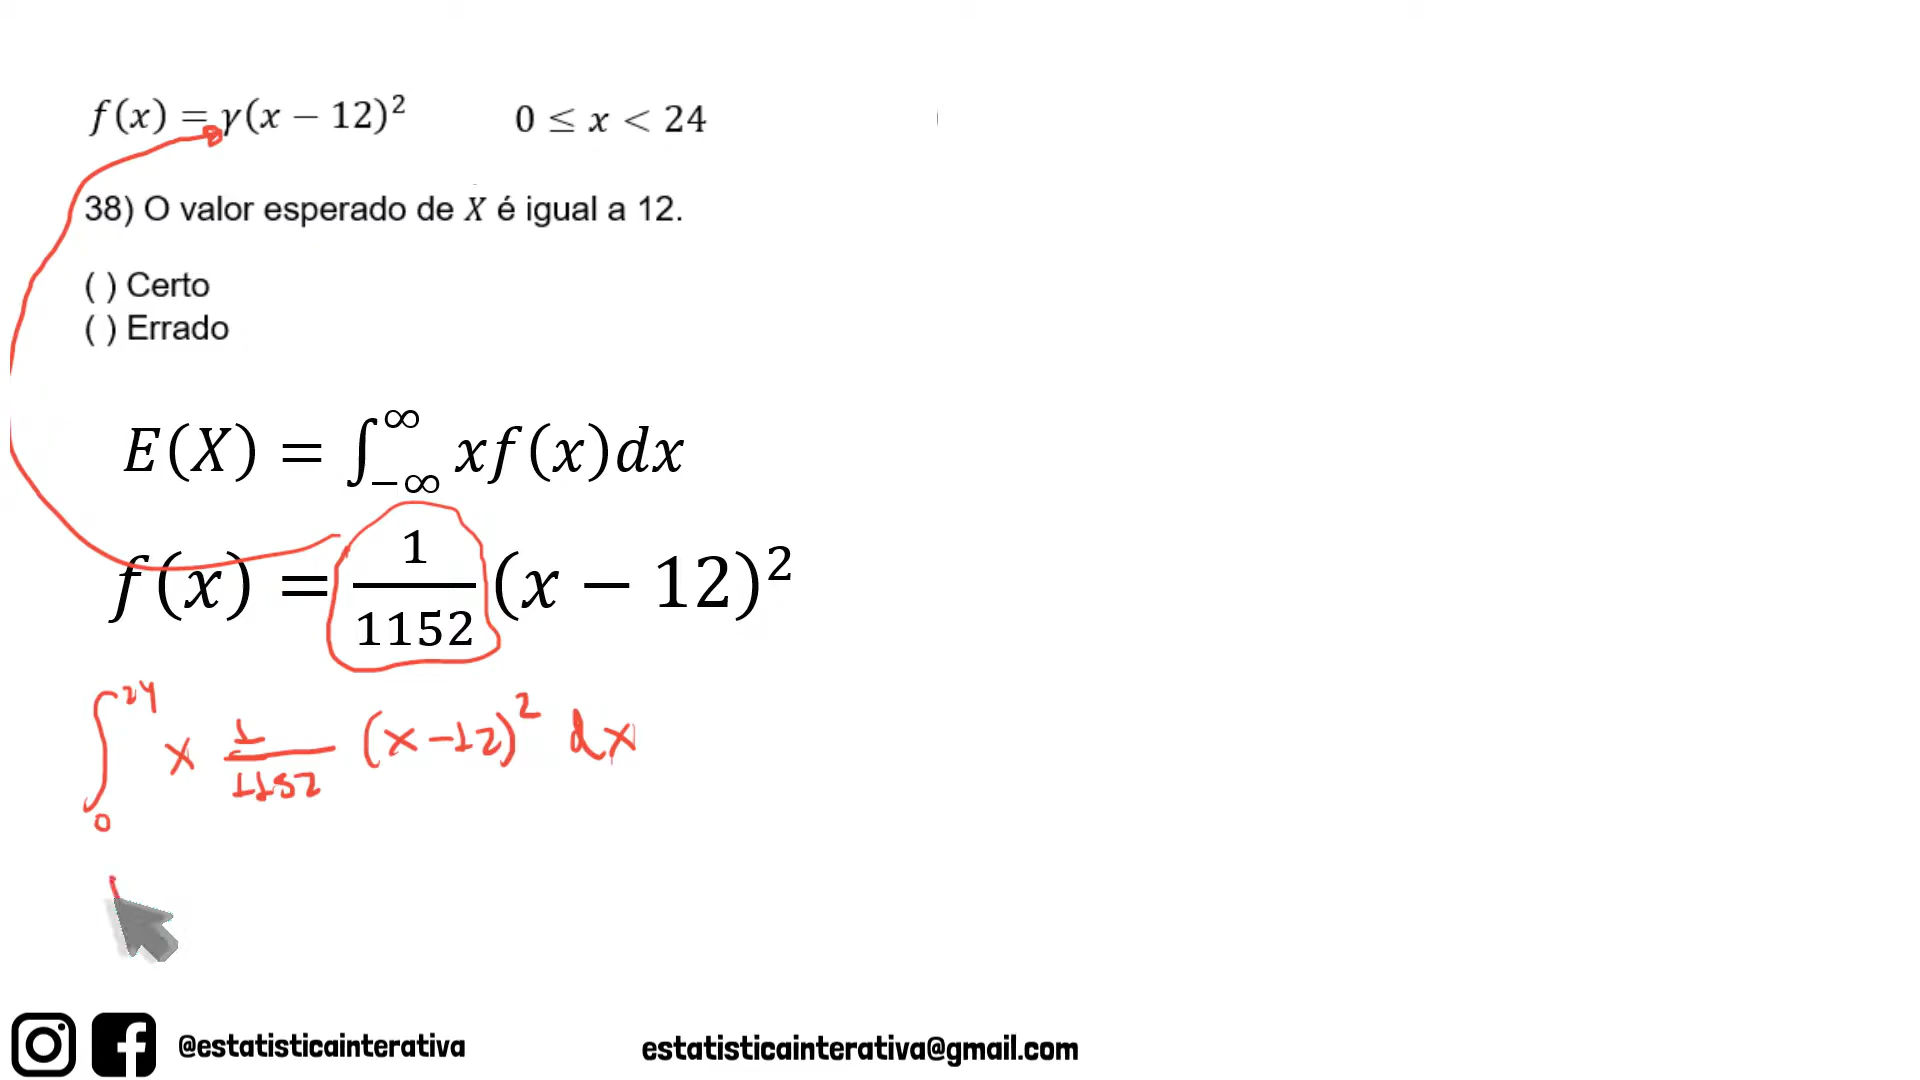 f(x) = γ(x − 12)² 0 ≤ x < 24
38) O valor esperado de X é igual a 12.
( ) Certo
( ) Errado
E(X) = ∫_{−∞}^{∞} xf(x)dx
f(x) = 1/1152 (x − 12)²
∫_0^24 x 1/1152 (x−12)² dx
@estatisticainterativa estatisticainterativa@gmail.com